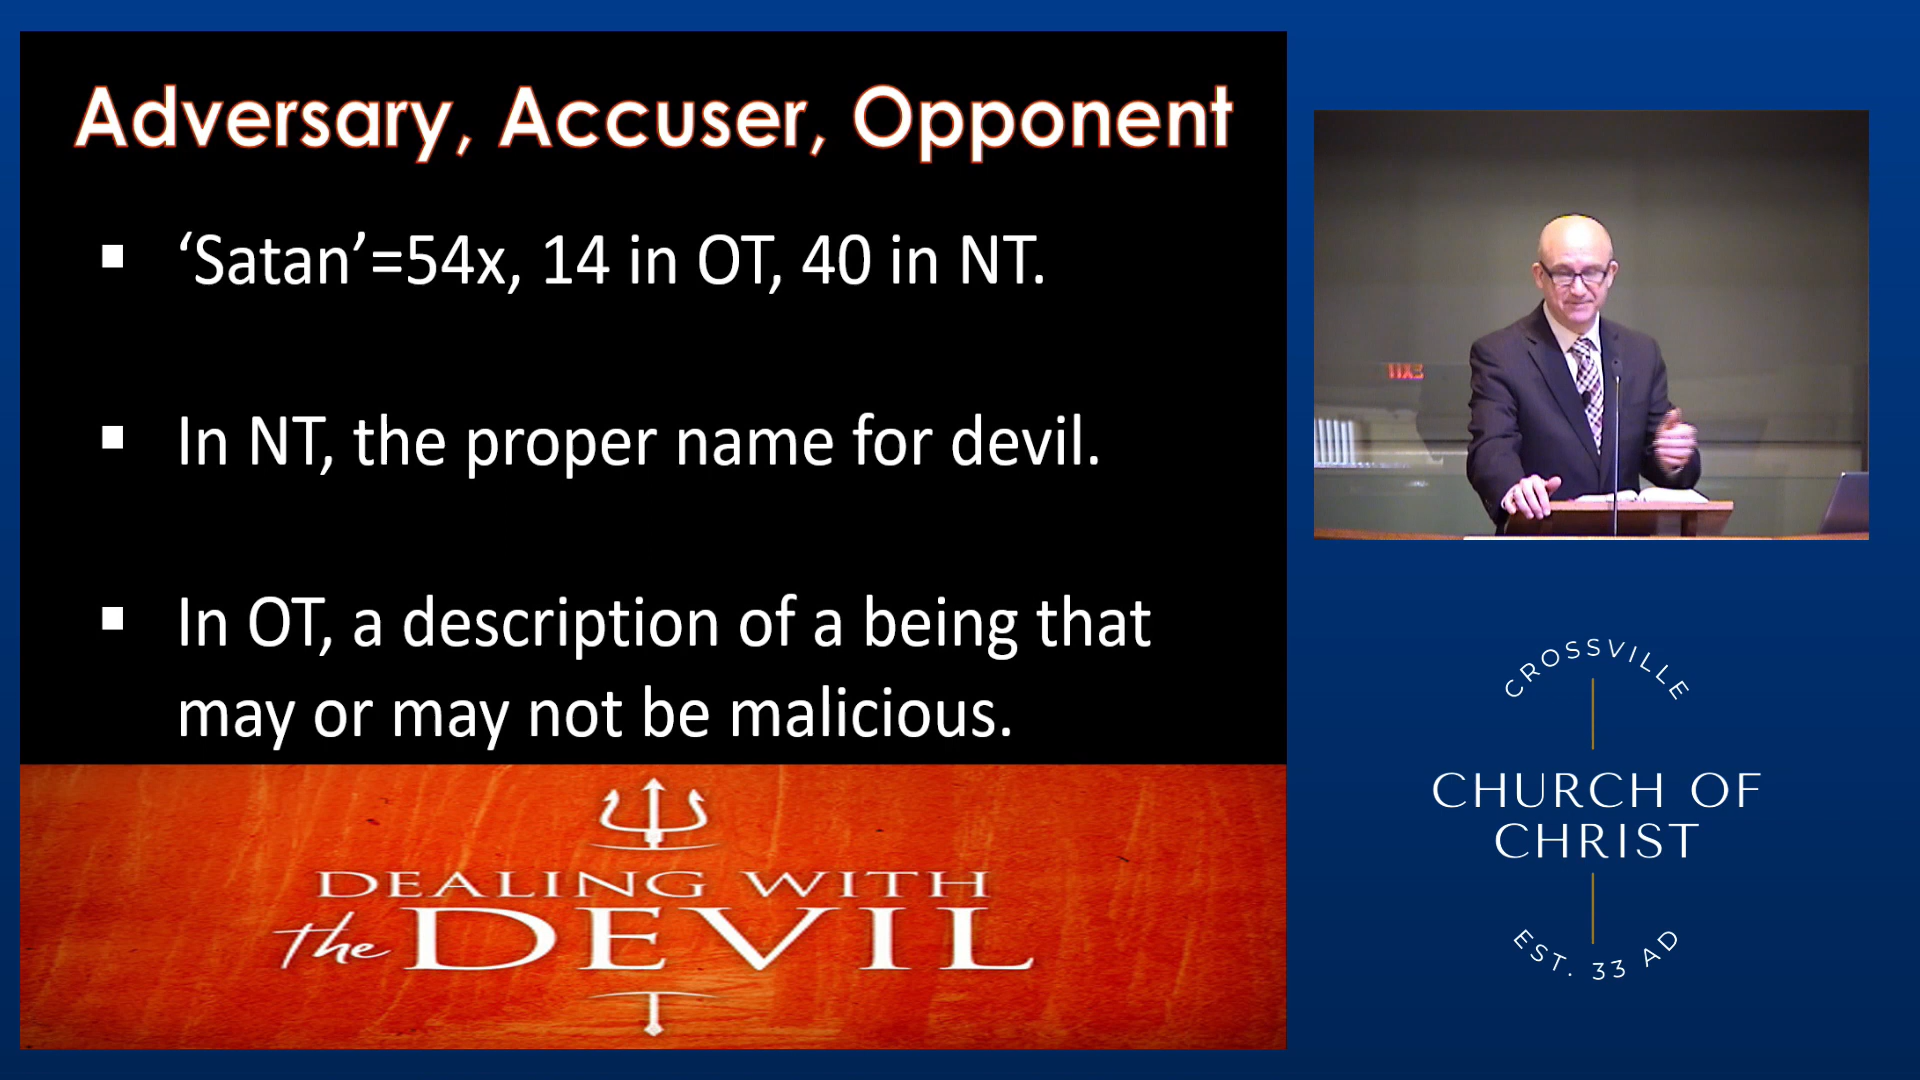 Adversary, Accuser, Opponent
▪ ‘Satan’=54x, 14 in OT, 40 in NT.
▪ In NT, the proper name for devil.
▪ In OT, a description of a being that
may or may not be malicious.
DEALING WITH
the DEVIL
EXIT
CROSSVILLE
CHURCH OF
CHRIST
EST. 33 AD